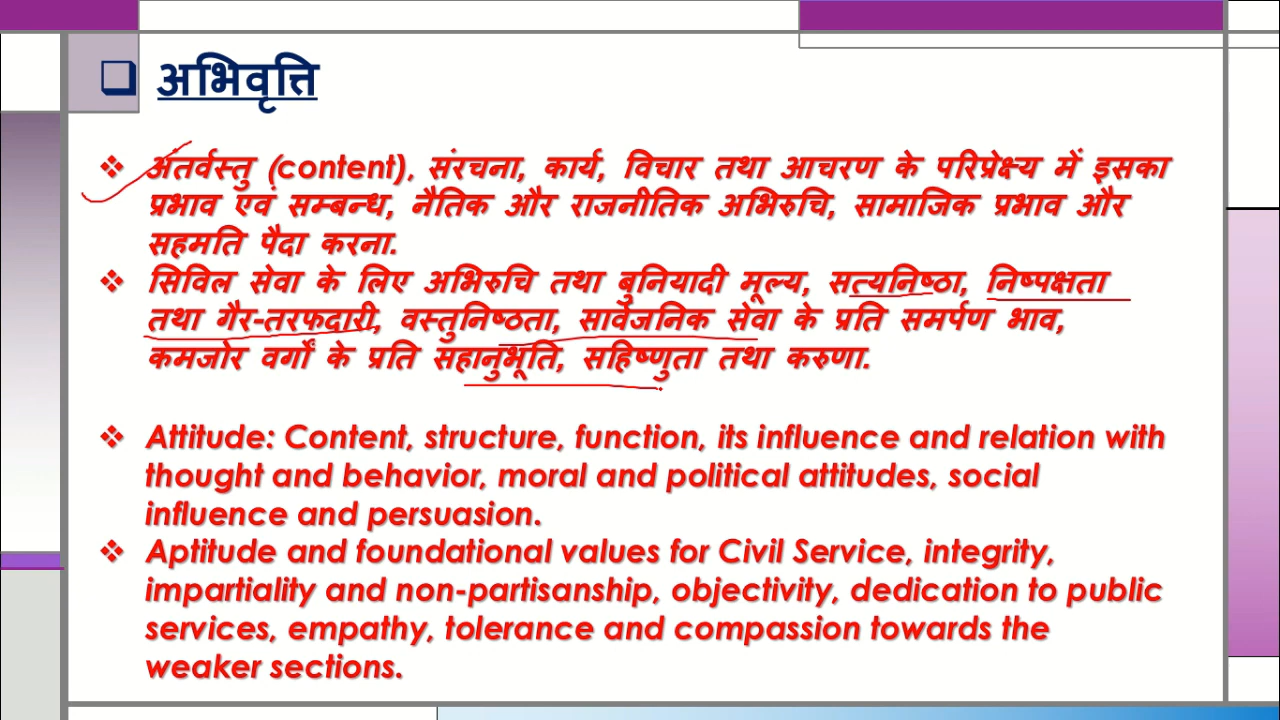 अभिवृत्ति
अंतर्वस्तु (content), संरचना, कार्य, विचार तथा आचरण के परिप्रेक्ष्य में इसका
प्रभाव एवं सम्बन्ध, नैतिक और राजनीतिक अभिरुचि, सामाजिक प्रभाव और
सहमति पैदा करना.
सिविल सेवा के लिए अभिरुचि तथा बुनियादी मूल्य, सत्यनिष्ठा, निष्पक्षता
तथा गैर-तरफदारी, वस्तुनिष्ठता, सार्वजनिक सेवा के प्रति समर्पण भाव,
कमजोर वर्गों के प्रति सहानुभूति, सहिष्णुता तथा करुणा.
Attitude: Content, structure, function, its influence and relation with
thought and behavior, moral and political attitudes, social
influence and persuasion.
Aptitude and foundational values for Civil Service, integrity,
impartiality and non-partisanship, objectivity, dedication to public
services, empathy, tolerance and compassion towards the
weaker sections.